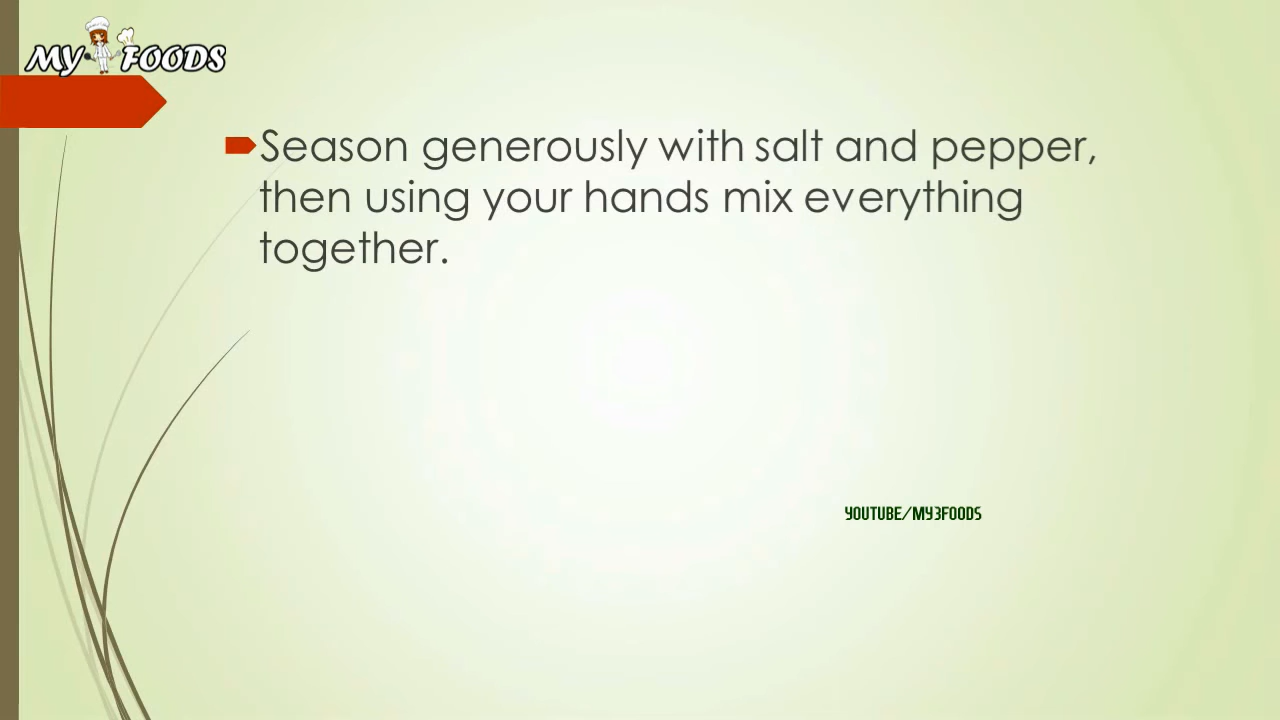 MY FOODS
Season generously with salt and pepper,
then using your hands mix everything
together.
YOUTUBE/MY3FOODS